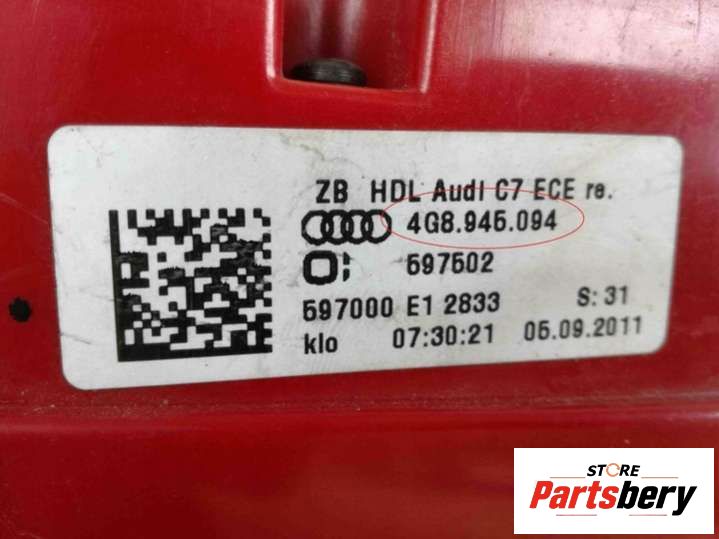 ZB HDL Audi C7 ECE re.
4G8.945.094
597502
597000 E1 2833 S: 31
klo 07:30:21 05.09.2011
STORE
Partsbery